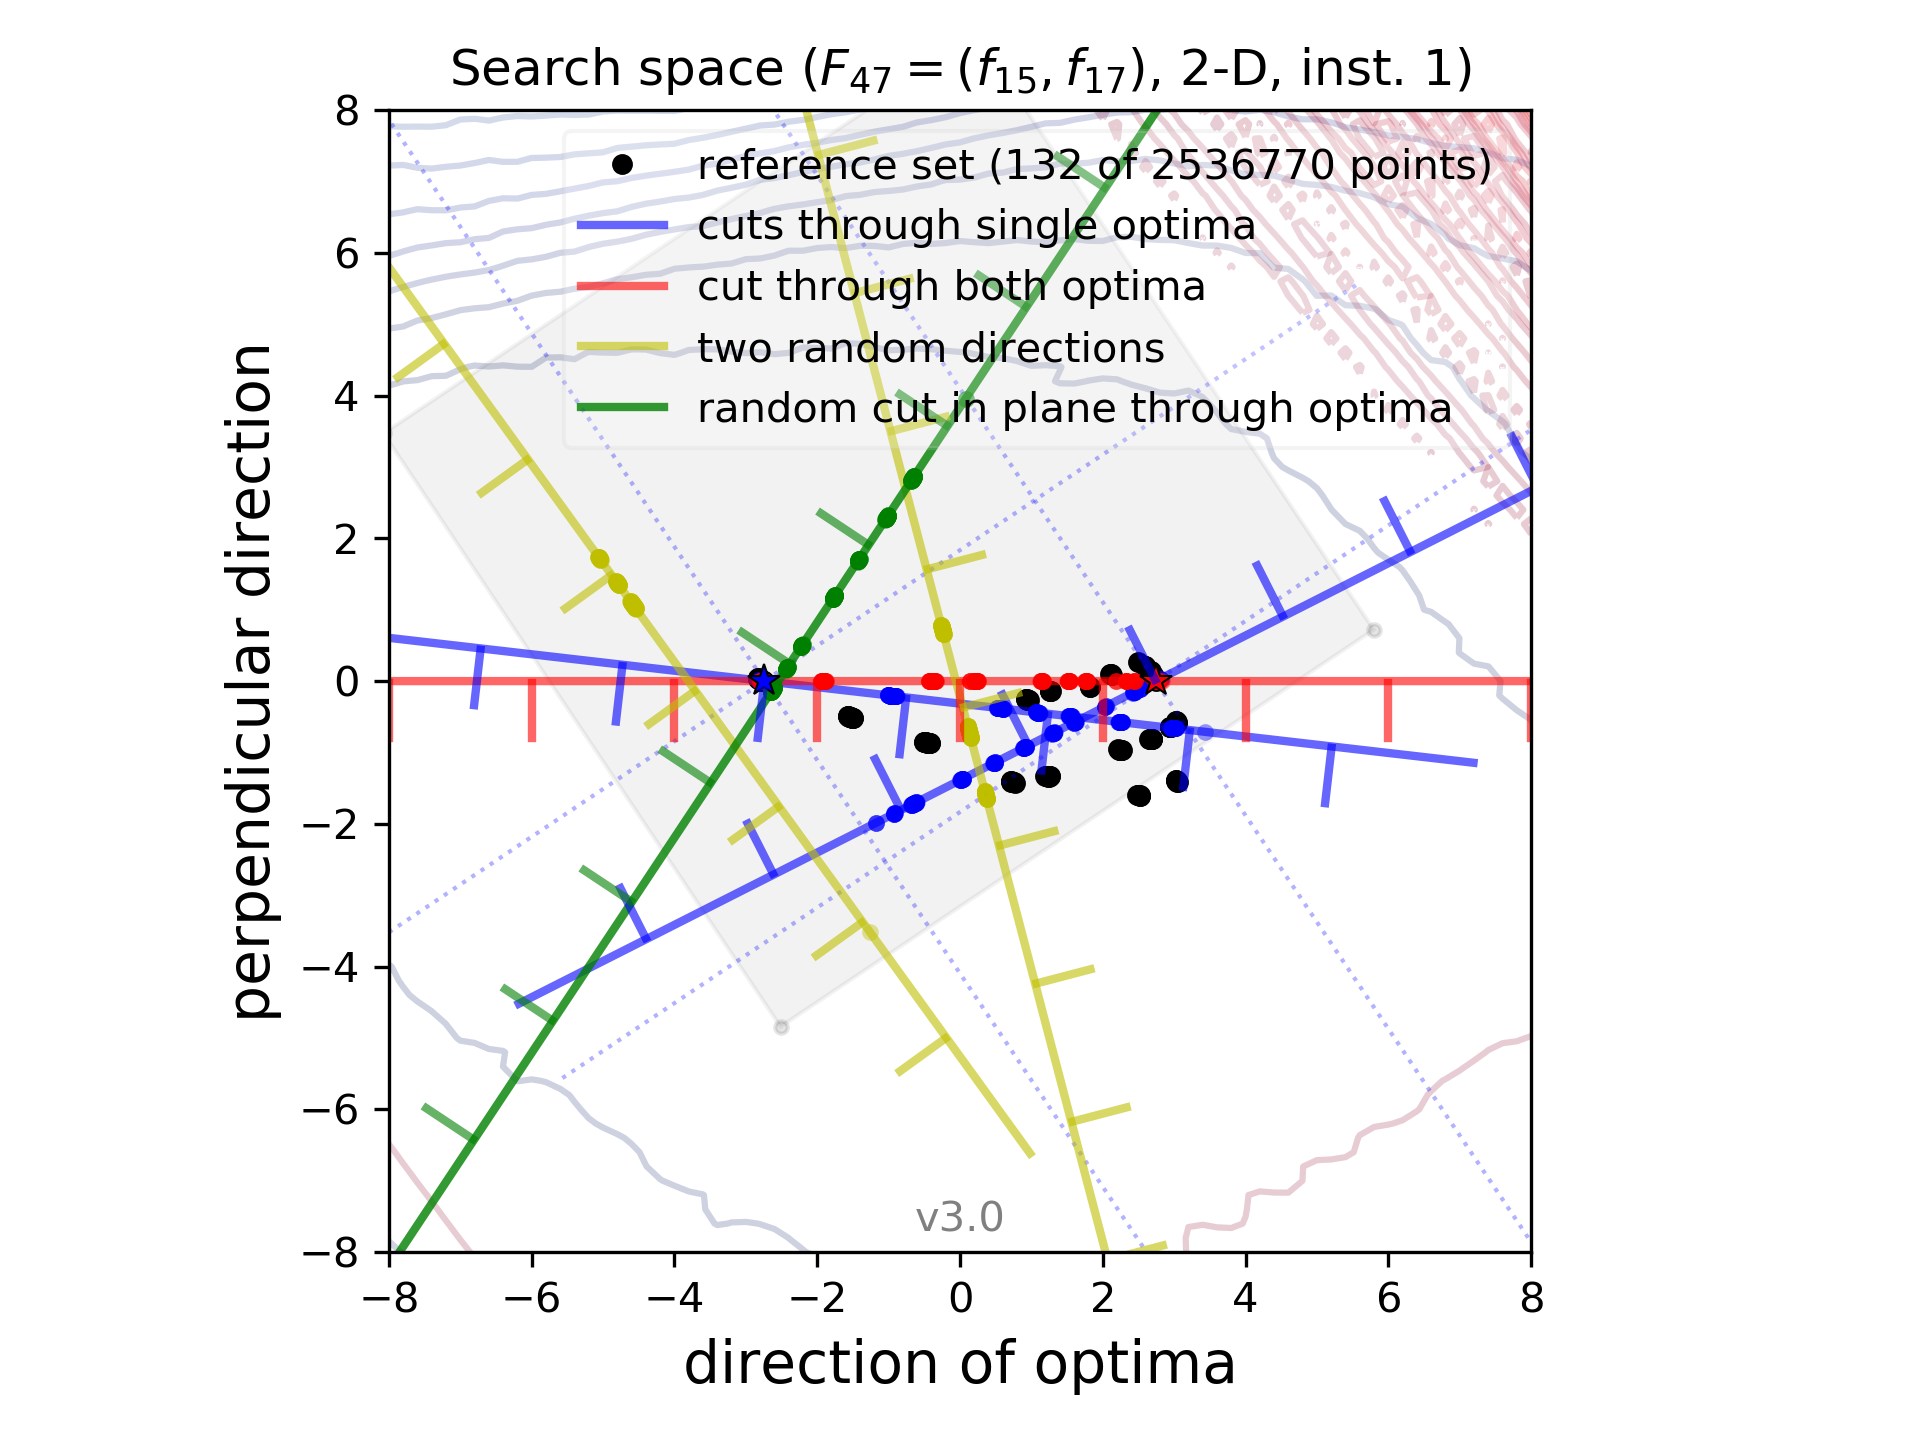 Search space (F47 = (f15, f17), 2-D, inst. 1)
8
6
4
2
0
−2
−4
−6
−8
perpendicular direction
reference set (132 of 2536770 points)
cuts through single optima
cut through both optima
two random directions
random cut in plane through optima
v3.0
−8 −6 −4 −2 0 2 4 6 8
direction of optima